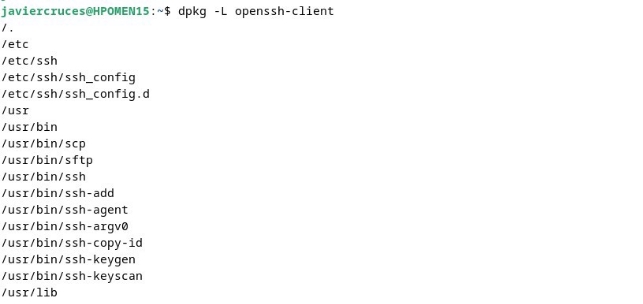 javiercruces@HPOMEN15:~$ dpkg -L openssh-client
/.
/etc
/etc/ssh
/etc/ssh/ssh_config
/etc/ssh/ssh_config.d
/usr
/usr/bin
/usr/bin/scp
/usr/bin/sftp
/usr/bin/ssh
/usr/bin/ssh-add
/usr/bin/ssh-agent
/usr/bin/ssh-argv0
/usr/bin/ssh-copy-id
/usr/bin/ssh-keygen
/usr/bin/ssh-keyscan
/usr/lib